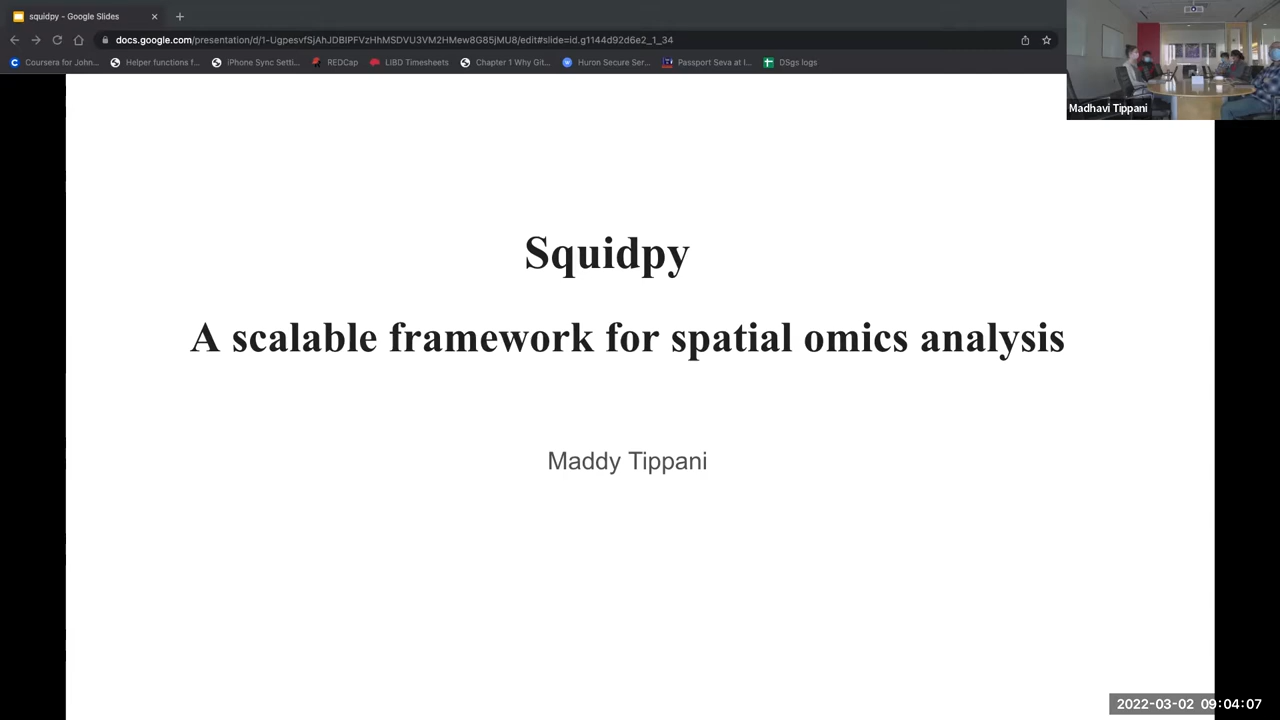 squidpy - Google Slides
docs.google.com/presentation/d/1-UgpesvfSjAhJDBIPFVzHhMSDVU3VM2HMew8G85jMU8/edit#slide=id.g1144d92d6e2_1_34
Coursera for John... Helper functions f... iPhone Sync Setti... REDCap LIBD Timesheets Chapter 1 Why Git... Huron Secure Ser... Passport Seva at I... DSgs logs
Madhavi Tippani
Squidpy
A scalable framework for spatial omics analysis
Maddy Tippani
2022-03-02 09:04:07